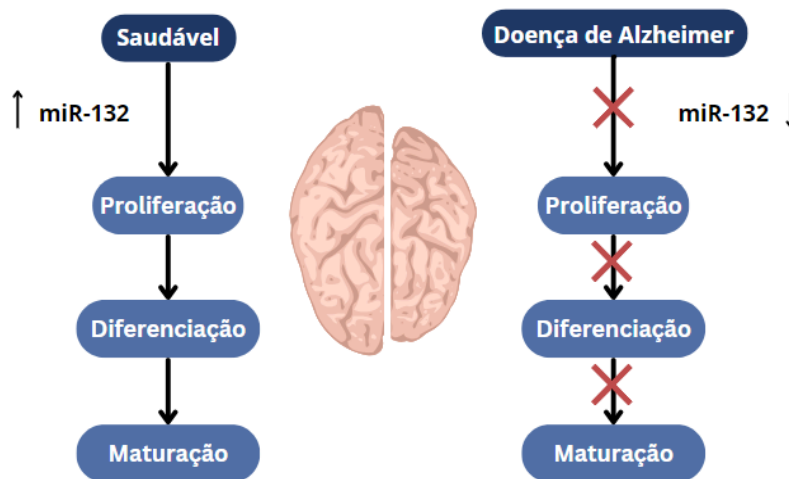 Saudável
↑ miR-132
Proliferação
Diferenciação
Maturação
Doença de Alzheimer
miR-132 ↓
Proliferação
Diferenciação
Maturação